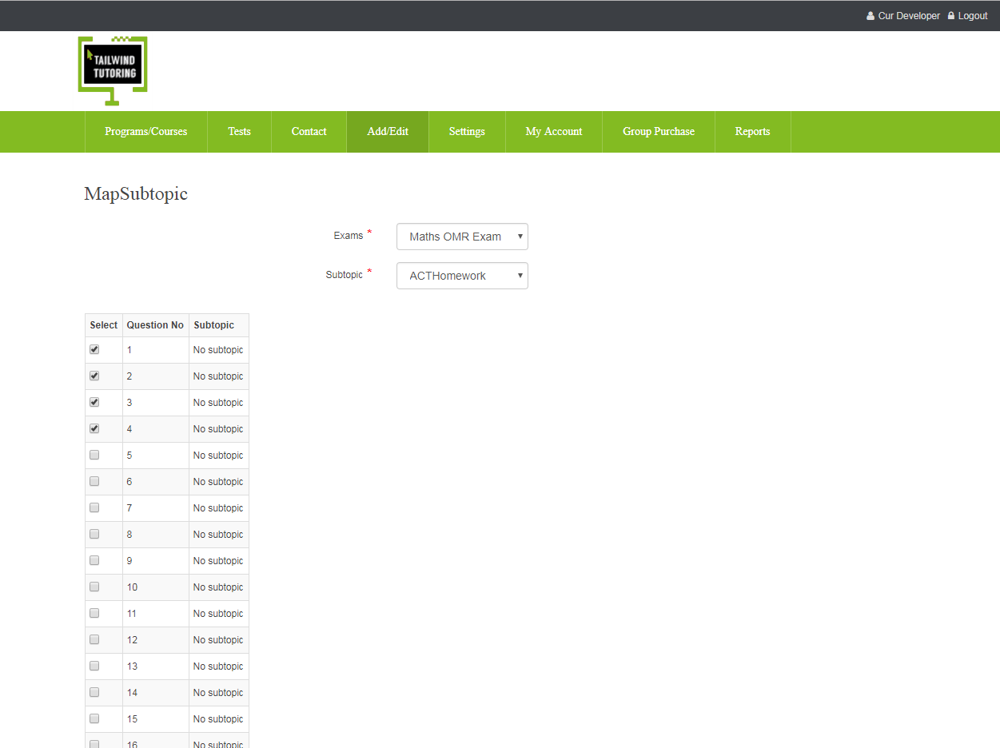 Cur Developer Logout
TAILWIND
TUTORING
Programs/Courses Tests Contact Add/Edit Settings My Account Group Purchase Reports
MapSubtopic
Exams * Maths OMR Exam
Subtopic * ACTHomework
Select Question No Subtopic
1 No subtopic
2 No subtopic
3 No subtopic
4 No subtopic
5 No subtopic
6 No subtopic
7 No subtopic
8 No subtopic
9 No subtopic
10 No subtopic
11 No subtopic
12 No subtopic
13 No subtopic
14 No subtopic
15 No subtopic
16 No subtopic